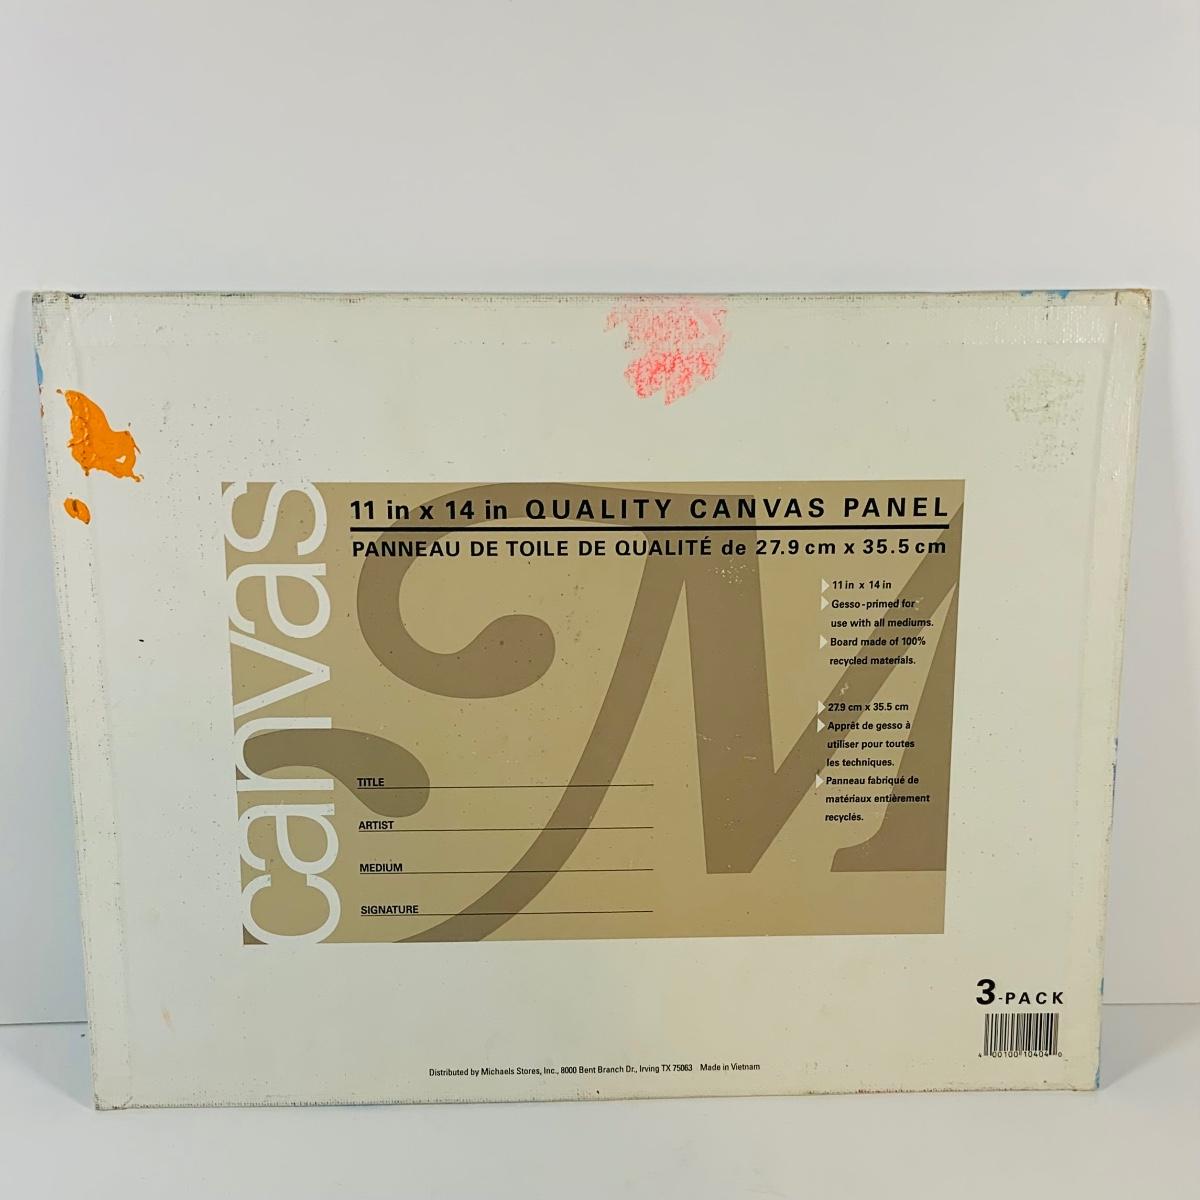 canvas
11 in x 14 in QUALITY CANVAS PANEL
PANNEAU DE TOILE DE QUALITÉ de 27.9 cm x 35.5 cm
11 in x 14 in
Gesso-primed for
use with all mediums.
Board made of 100%
recycled materials.
27.9 cm x 35.5 cm
Apprêt de gesso à
utiliser pour toutes
les techniques.
Panneau fabriqué de
matériaux entièrement
recyclés.
TITLE
ARTIST
MEDIUM
SIGNATURE
3-PACK
4 00100 10404 0
Distributed by Michaels Stores, Inc., 8000 Bent Branch Dr., Irving TX 75063 Made in Vietnam